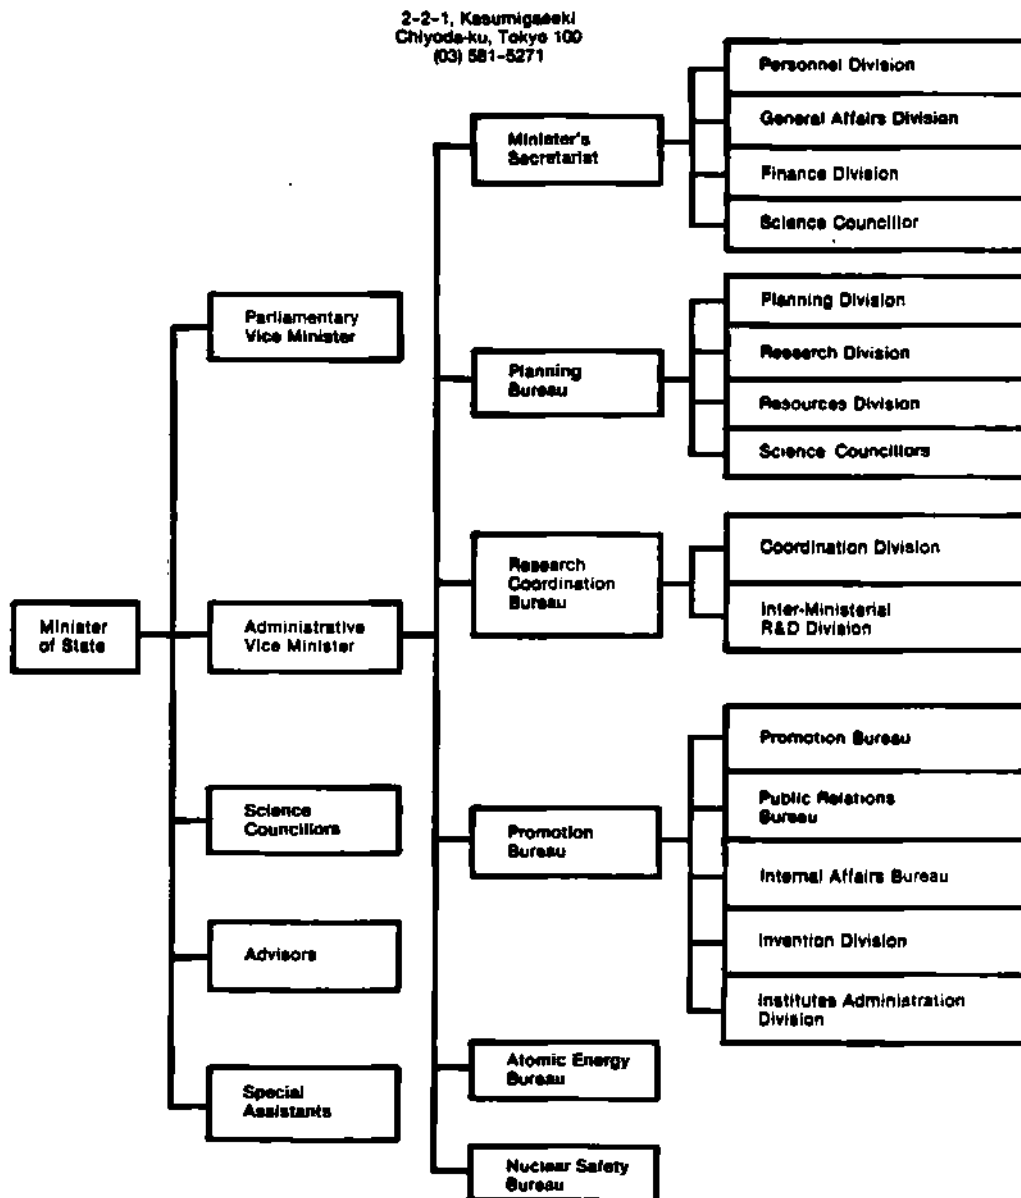 2-2-1, Kasumigaseki
Chiyoda-ku, Tokyo 100
(03) 581-5271
Minister
of State
Parliamentary
Vice Minister
Administrative
Vice Minister
Science
Councillors
Advisors
Special
Assistants
Minister's
Secretariat
Planning
Bureau
Research
Coordination
Bureau
Promotion
Bureau
Atomic Energy
Bureau
Nuclear Safety
Bureau
Personnel Division
General Affairs Division
Finance Division
Science Councillor
Planning Division
Research Division
Resources Division
Science Councillors
Coordination Division
Inter-Ministerial
R&D Division
Promotion Bureau
Public Relations
Bureau
Internal Affairs Bureau
Invention Division
Institutes Administration
Division